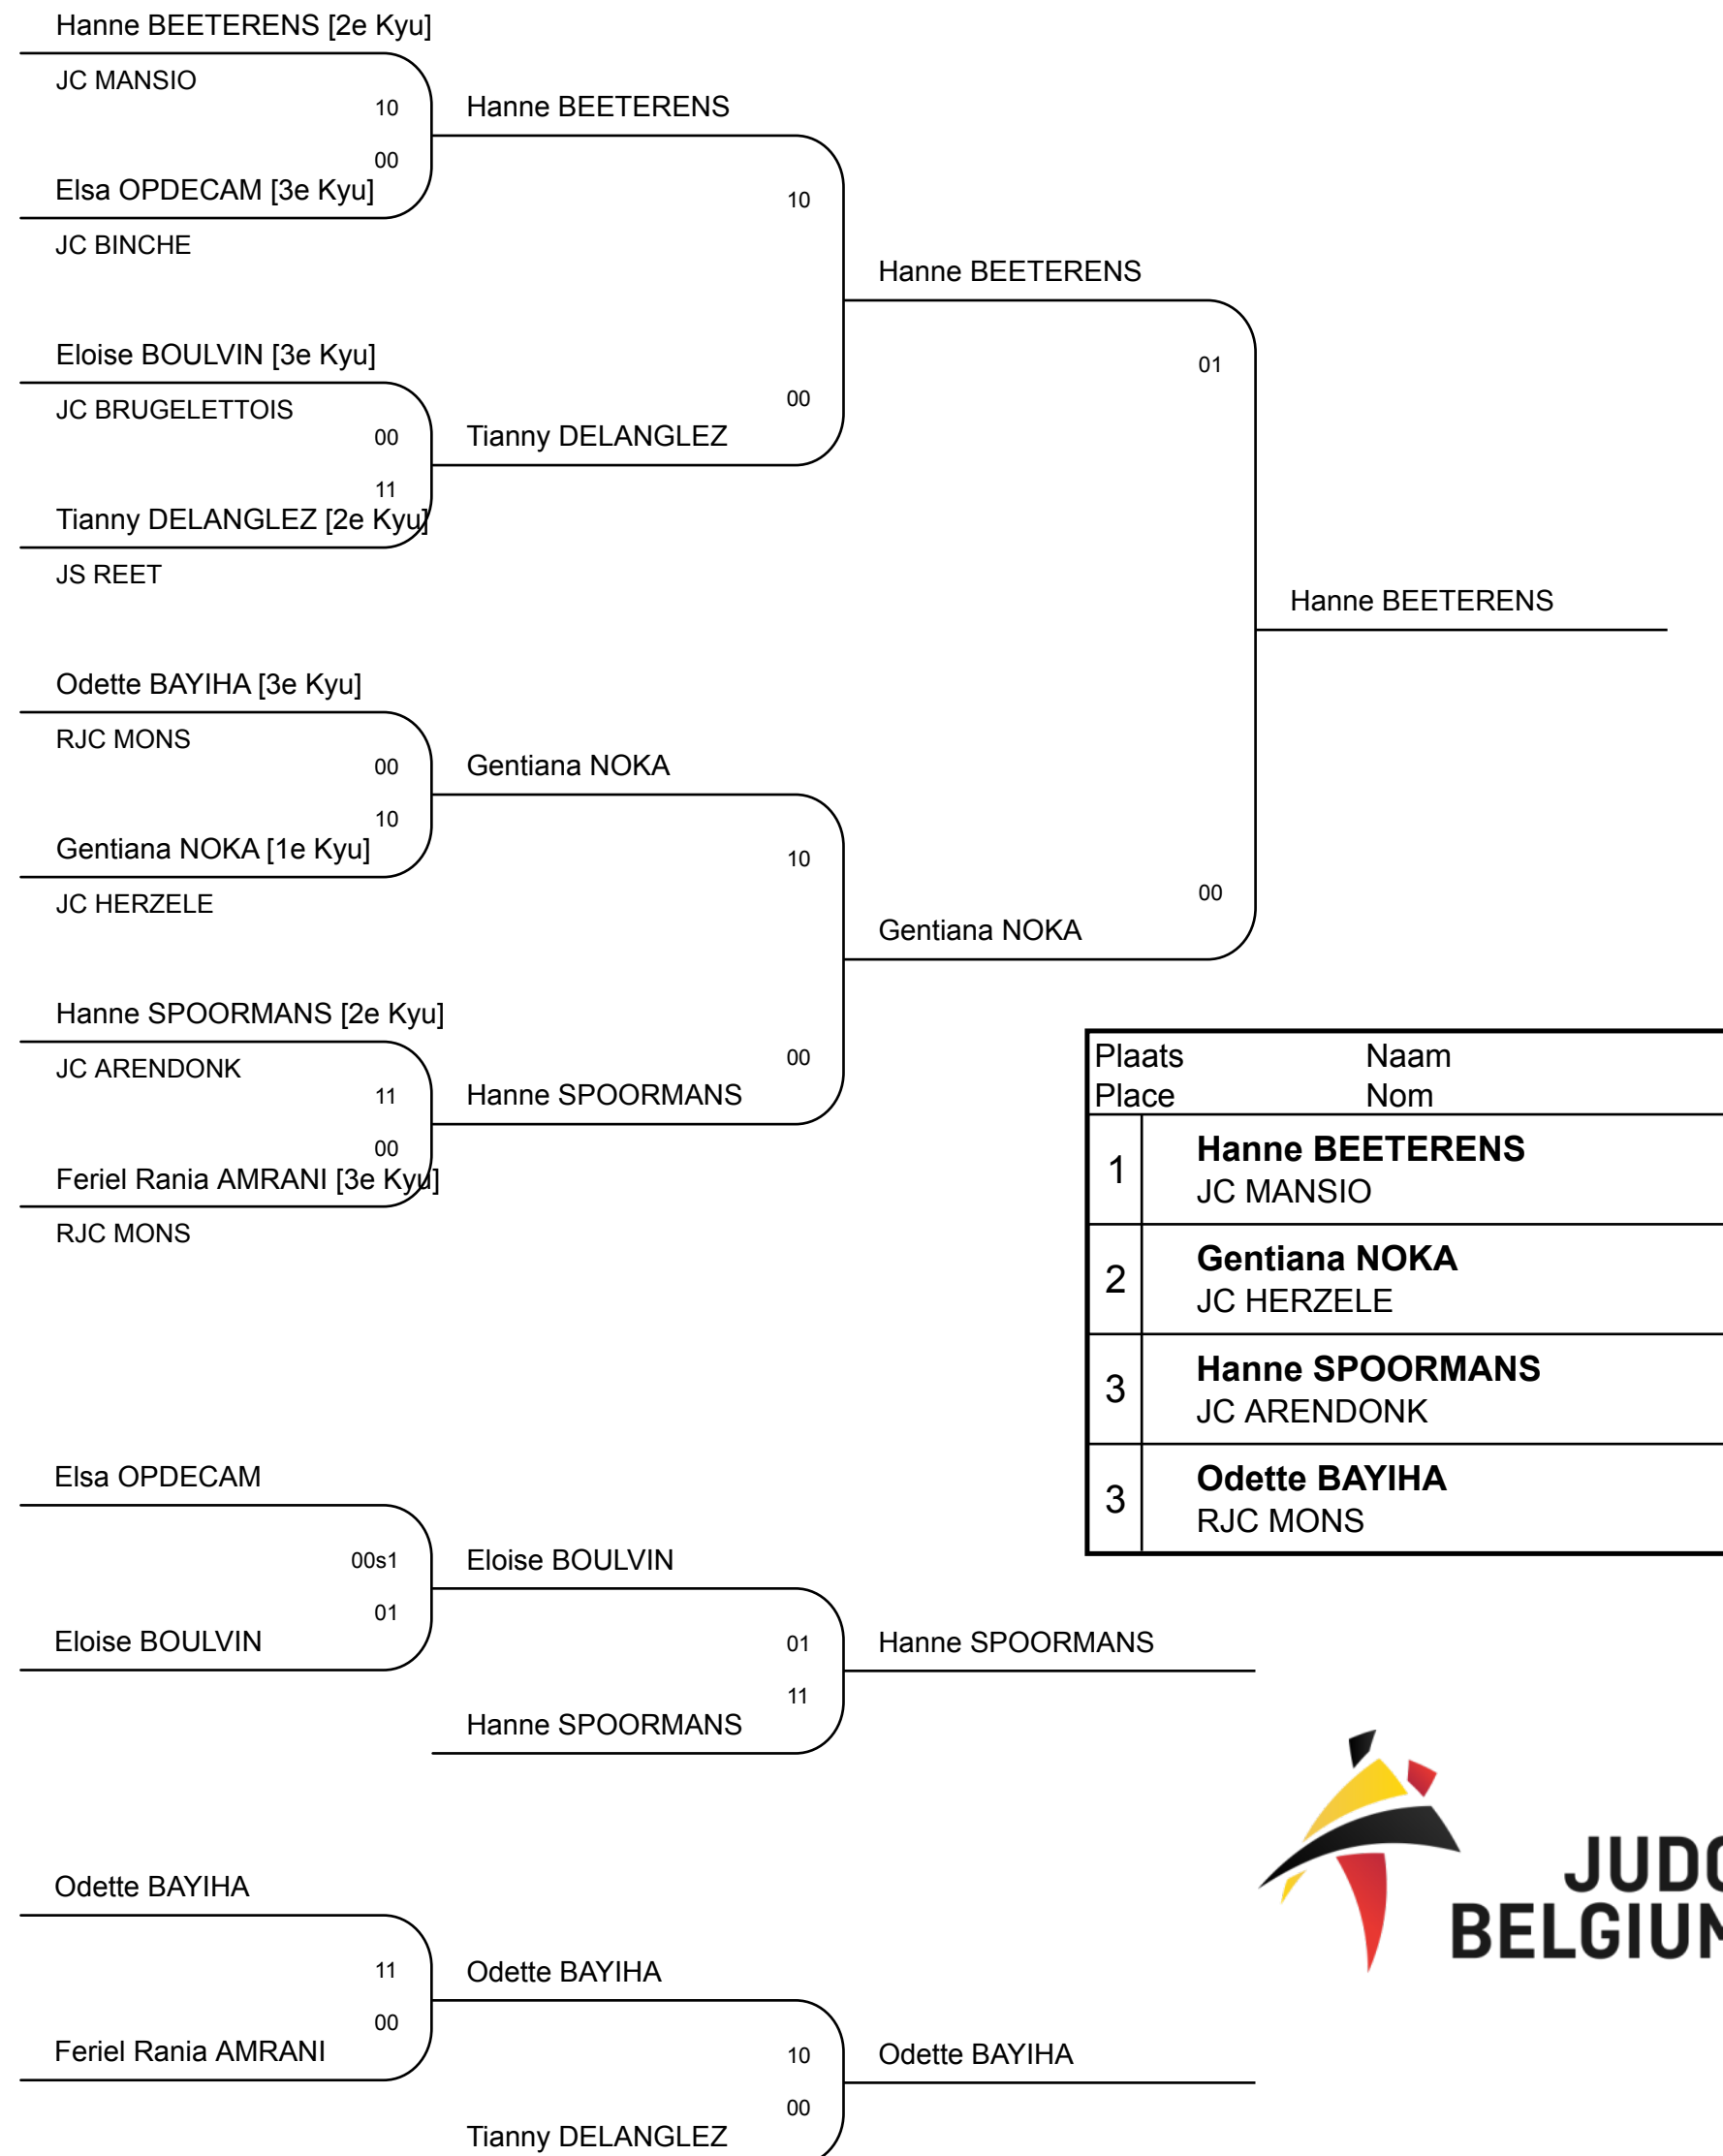 Hanne BEETERENS [2e Kyu]
JC MANSIO
10
Hanne BEETERENS
00
Elsa OPDECAM [3e Kyu]
10
JC BINCHE
Hanne BEETERENS
Eloise BOULVIN [3e Kyu]
01
JC BRUGELETTOIS
00
00
Tianny DELANGLEZ
11
Tianny DELANGLEZ [2e Kyu]
JS REET
Hanne BEETERENS
Odette BAYIHA [3e Kyu]
RJC MONS
00
Gentiana NOKA
10
Gentiana NOKA [1e Kyu]
10
JC HERZELE
00
Gentiana NOKA
Hanne SPOORMANS [2e Kyu]
JC ARENDONK
00
11
Hanne SPOORMANS
00
Feriel Rania AMRANI [3e Kyu]
RJC MONS
Plaats Naam
Place Nom
1 Hanne BEETERENS
JC MANSIO
2 Gentiana NOKA
JC HERZELE
3 Hanne SPOORMANS
JC ARENDONK
3 Odette BAYIHA
RJC MONS
Elsa OPDECAM
00s1
Eloise BOULVIN
01
Eloise BOULVIN
01
Hanne SPOORMANS
11
Hanne SPOORMANS
Odette BAYIHA
11
Odette BAYIHA
00
Feriel Rania AMRANI
10
Odette BAYIHA
00
Tianny DELANGLEZ
JUDO
BELGIUM